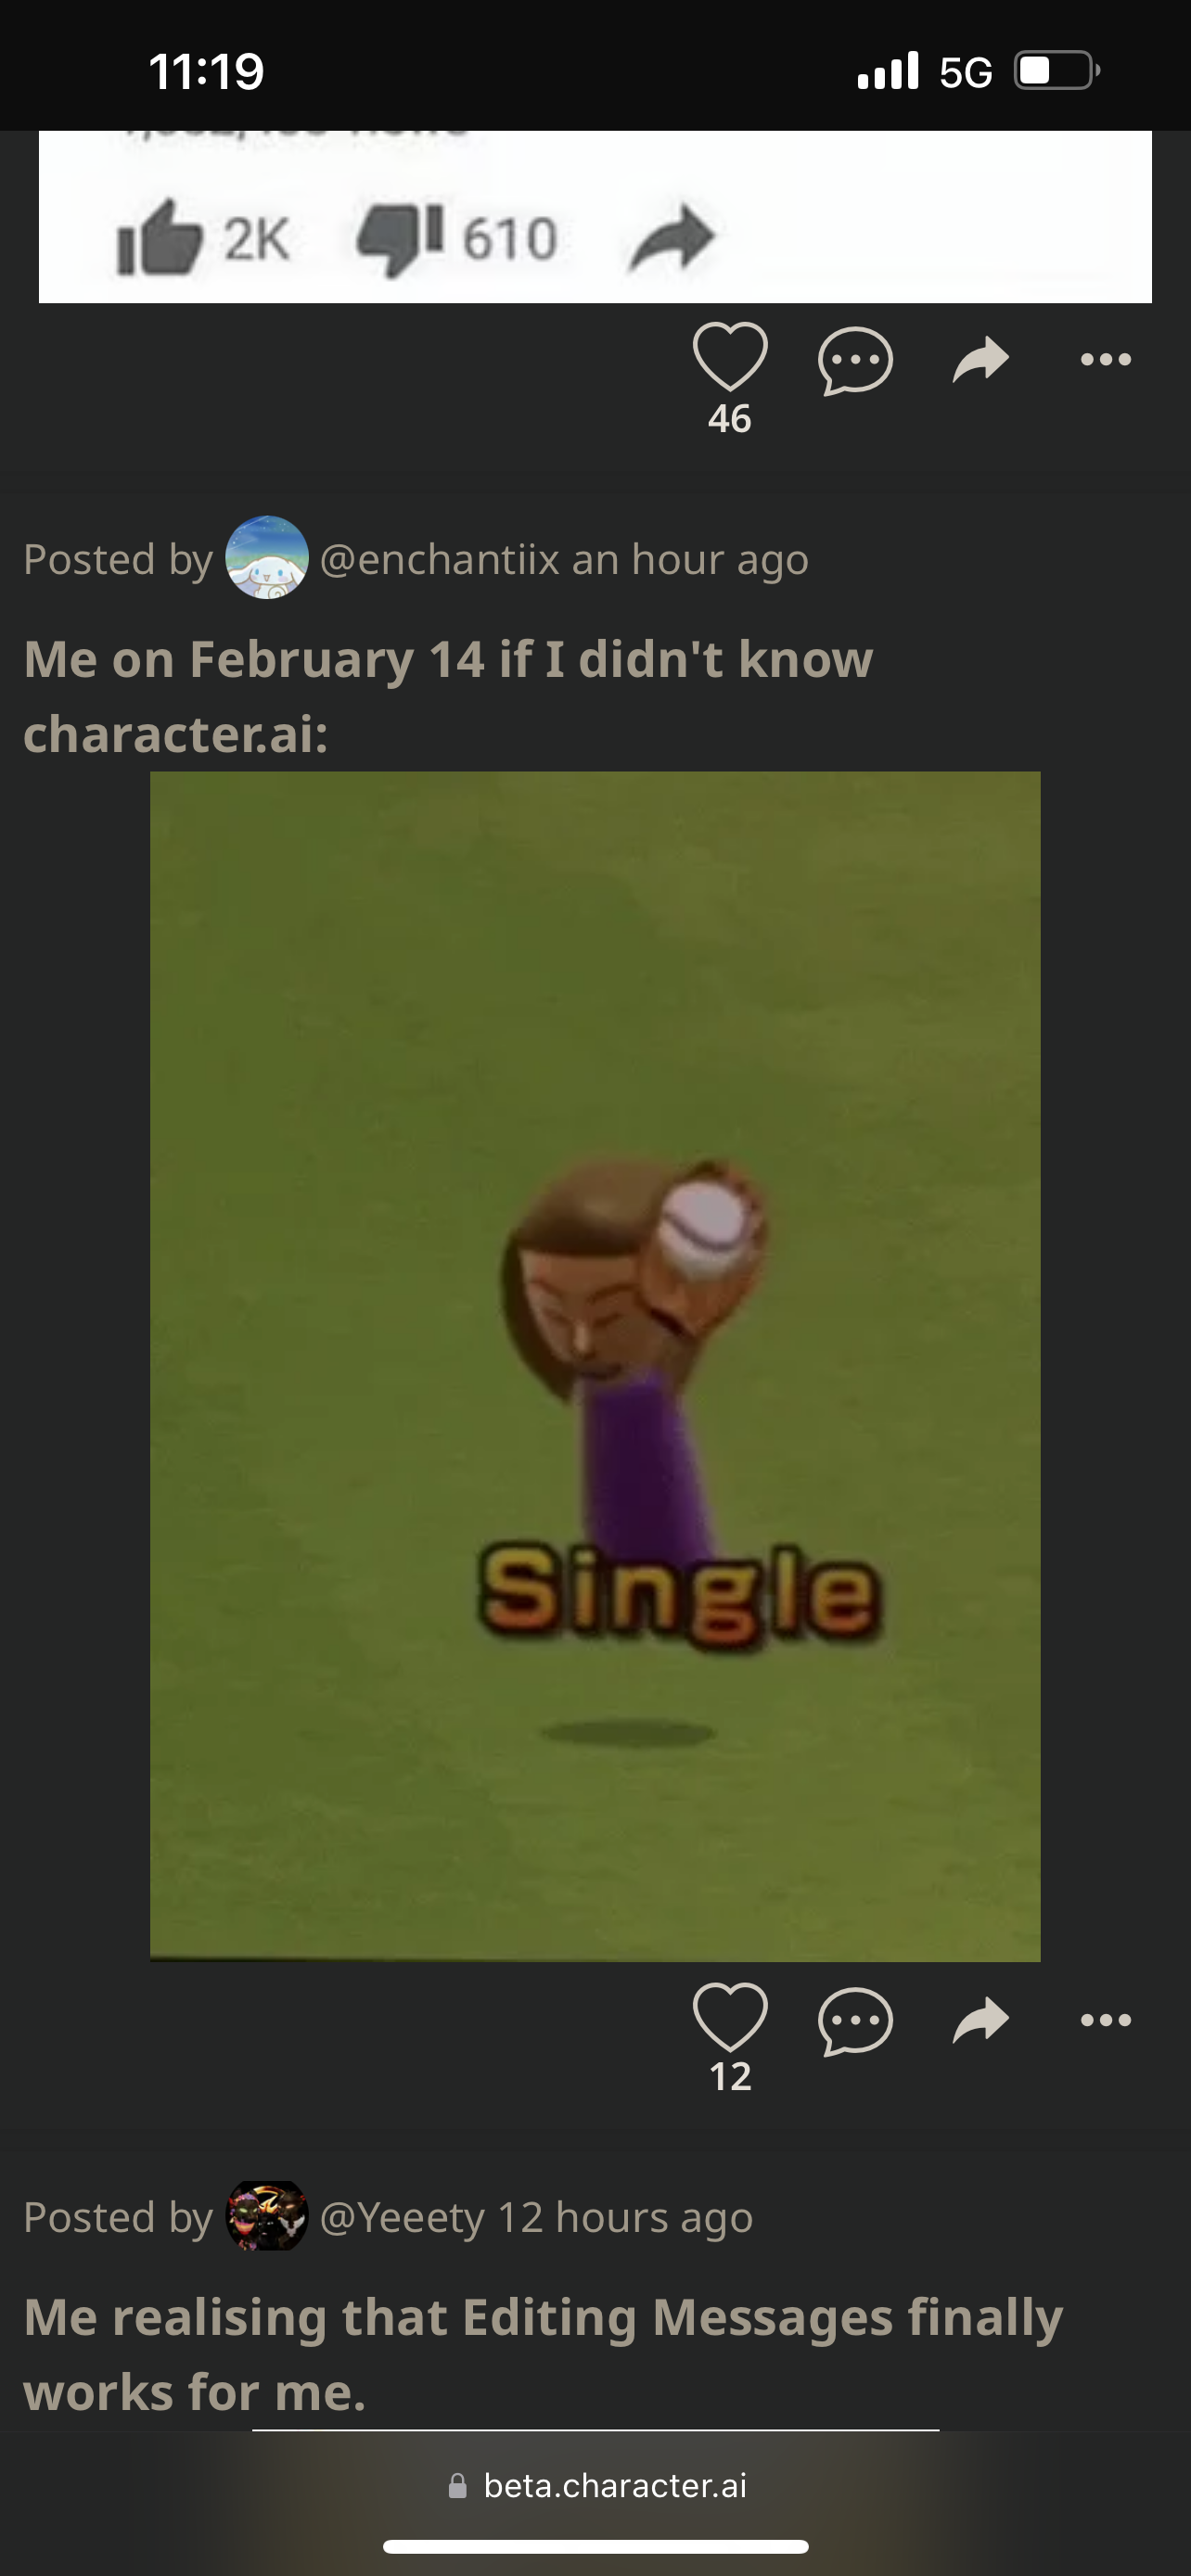 11:19
5G
2K
610
46
Posted by @enchantiix an hour ago
Me on February 14 if I didn't know
character.ai:
Single
12
Posted by @Yeeety 12 hours ago
Me realising that Editing Messages finally
works for me.
beta.character.ai